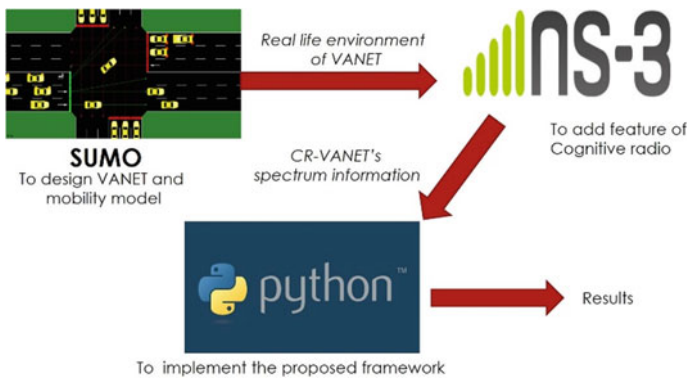 Real life environment
of VANET
NS-3
SUMO
To design VANET and
mobility model
To add feature of
Cognitive radio
CR-VANET's
spectrum information
python™
Results
To implement the proposed framework